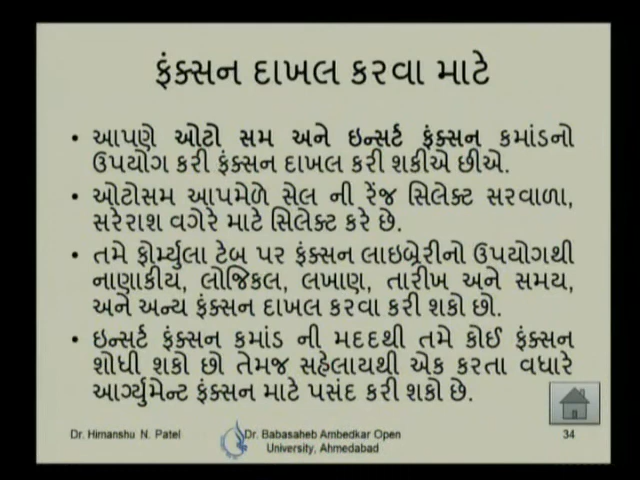 ફંક્સન દાખલ કરવા માટે
• આપણે ઓટો સમ અને ઇન્સર્ટ ફંક્સન કમાંડનો
ઉપયોગ કરી ફંક્સન દાખલ કરી શકીએ છીએ.
• ઓટોસમ આપમેળે સેલ ની રેંજ સિલેક્ટ સરવાળા,
સરેરાશ વગેરે માટે સિલેક્ટ કરે છે.
• તમે ફોર્મ્યુલા ટેબ પર ફંક્સન લાઇબ્રેરીનો ઉપયોગથી
નાણાકીય, લોજિકલ, લખાણ, તારીખ અને સમય,
અને અન્ય ફંક્સન દાખલ કરવા કરી શકો છો.
• ઇન્સર્ટ ફંક્સન કમાંડ ની મદદથી તમે કોઈ ફંક્સન
શોધી શકો છો તેમજ સહેલાયથી એક કરતા વધારે
આર્ગ્યુમેન્ટ ફંક્સન માટે પસંદ કરી શકો છે.
Dr. Himanshu N. Patel
Dr. Babasaheb Ambedkar Open
University, Ahmedabad
34